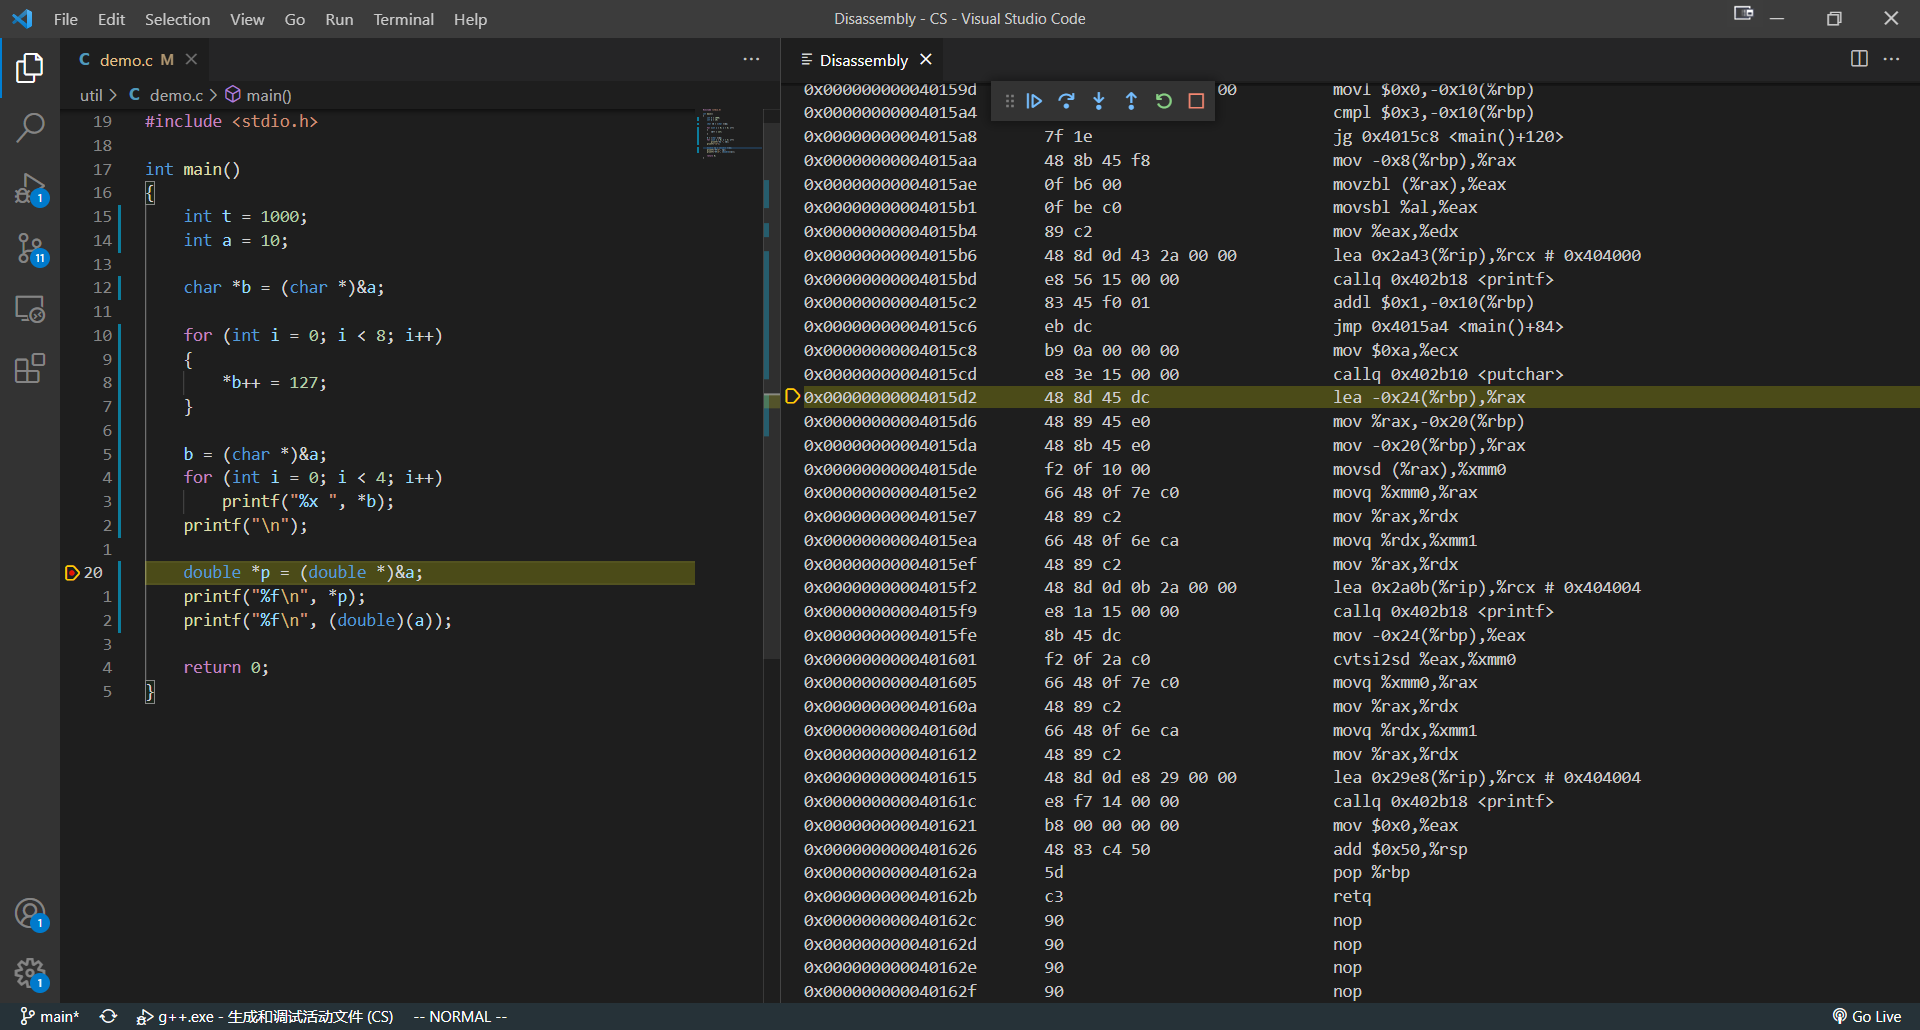 File Edit Selection View Go Run Terminal Help
Disassembly - CS - Visual Studio Code
C demo.c M
util > C demo.c > main()
19 #include <stdio.h>
18
17 int main()
16 {
15 int t = 1000;
14 int a = 10;
13
12 char *b = (char *)&a;
11
10 for (int i = 0; i < 8; i++)
9 {
8 *b++ = 127;
7 }
6
5 b = (char *)&a;
4 for (int i = 0; i < 4; i++)
3 printf("%x ", *b);
2 printf("\n");
1
20 double *p = (double *)&a;
1 printf("%f\n", *p);
2 printf("%f\n", (double)(a));
3
4 return 0;
5 }
1
11
1
1
Disassembly
0x000000000040159d 00 movl $0x0,-0x10(%rbp)
0x00000000004015a4 cmpl $0x3,-0x10(%rbp)
0x00000000004015a8 7f 1e jg 0x4015c8 <main()+120>
0x00000000004015aa 48 8b 45 f8 mov -0x8(%rbp),%rax
0x00000000004015ae 0f b6 00 movzbl (%rax),%eax
0x00000000004015b1 0f be c0 movsbl %al,%eax
0x00000000004015b4 89 c2 mov %eax,%edx
0x00000000004015b6 48 8d 0d 43 2a 00 00 lea 0x2a43(%rip),%rcx # 0x404000
0x00000000004015bd e8 56 15 00 00 callq 0x402b18 <printf>
0x00000000004015c2 83 45 f0 01 addl $0x1,-0x10(%rbp)
0x00000000004015c6 eb dc jmp 0x4015a4 <main()+84>
0x00000000004015c8 b9 0a 00 00 00 mov $0xa,%ecx
0x00000000004015cd e8 3e 15 00 00 callq 0x402b10 <putchar>
0x00000000004015d2 48 8d 45 dc lea -0x24(%rbp),%rax
0x00000000004015d6 48 89 45 e0 mov %rax,-0x20(%rbp)
0x00000000004015da 48 8b 45 e0 mov -0x20(%rbp),%rax
0x00000000004015de f2 0f 10 00 movsd (%rax),%xmm0
0x00000000004015e2 66 48 0f 7e c0 movq %xmm0,%rax
0x00000000004015e7 48 89 c2 mov %rax,%rdx
0x00000000004015ea 66 48 0f 6e ca movq %rdx,%xmm1
0x00000000004015ef 48 89 c2 mov %rax,%rdx
0x00000000004015f2 48 8d 0d 0b 2a 00 00 lea 0x2a0b(%rip),%rcx # 0x404004
0x00000000004015f9 e8 1a 15 00 00 callq 0x402b18 <printf>
0x00000000004015fe 8b 45 dc mov -0x24(%rbp),%eax
0x0000000000401601 f2 0f 2a c0 cvtsi2sd %eax,%xmm0
0x0000000000401605 66 48 0f 7e c0 movq %xmm0,%rax
0x000000000040160a 48 89 c2 mov %rax,%rdx
0x000000000040160d 66 48 0f 6e ca movq %rdx,%xmm1
0x0000000000401612 48 89 c2 mov %rax,%rdx
0x0000000000401615 48 8d 0d e8 29 00 00 lea 0x29e8(%rip),%rcx # 0x404004
0x000000000040161c e8 f7 14 00 00 callq 0x402b18 <printf>
0x0000000000401621 b8 00 00 00 00 mov $0x0,%eax
0x0000000000401626 48 83 c4 50 add $0x50,%rsp
0x000000000040162a 5d pop %rbp
0x000000000040162b c3 retq
0x000000000040162c 90 nop
0x000000000040162d 90 nop
0x000000000040162e 90 nop
0x000000000040162f 90 nop
main* g++.exe - 生成和调试活动文件 (CS) -- NORMAL -- Go Live